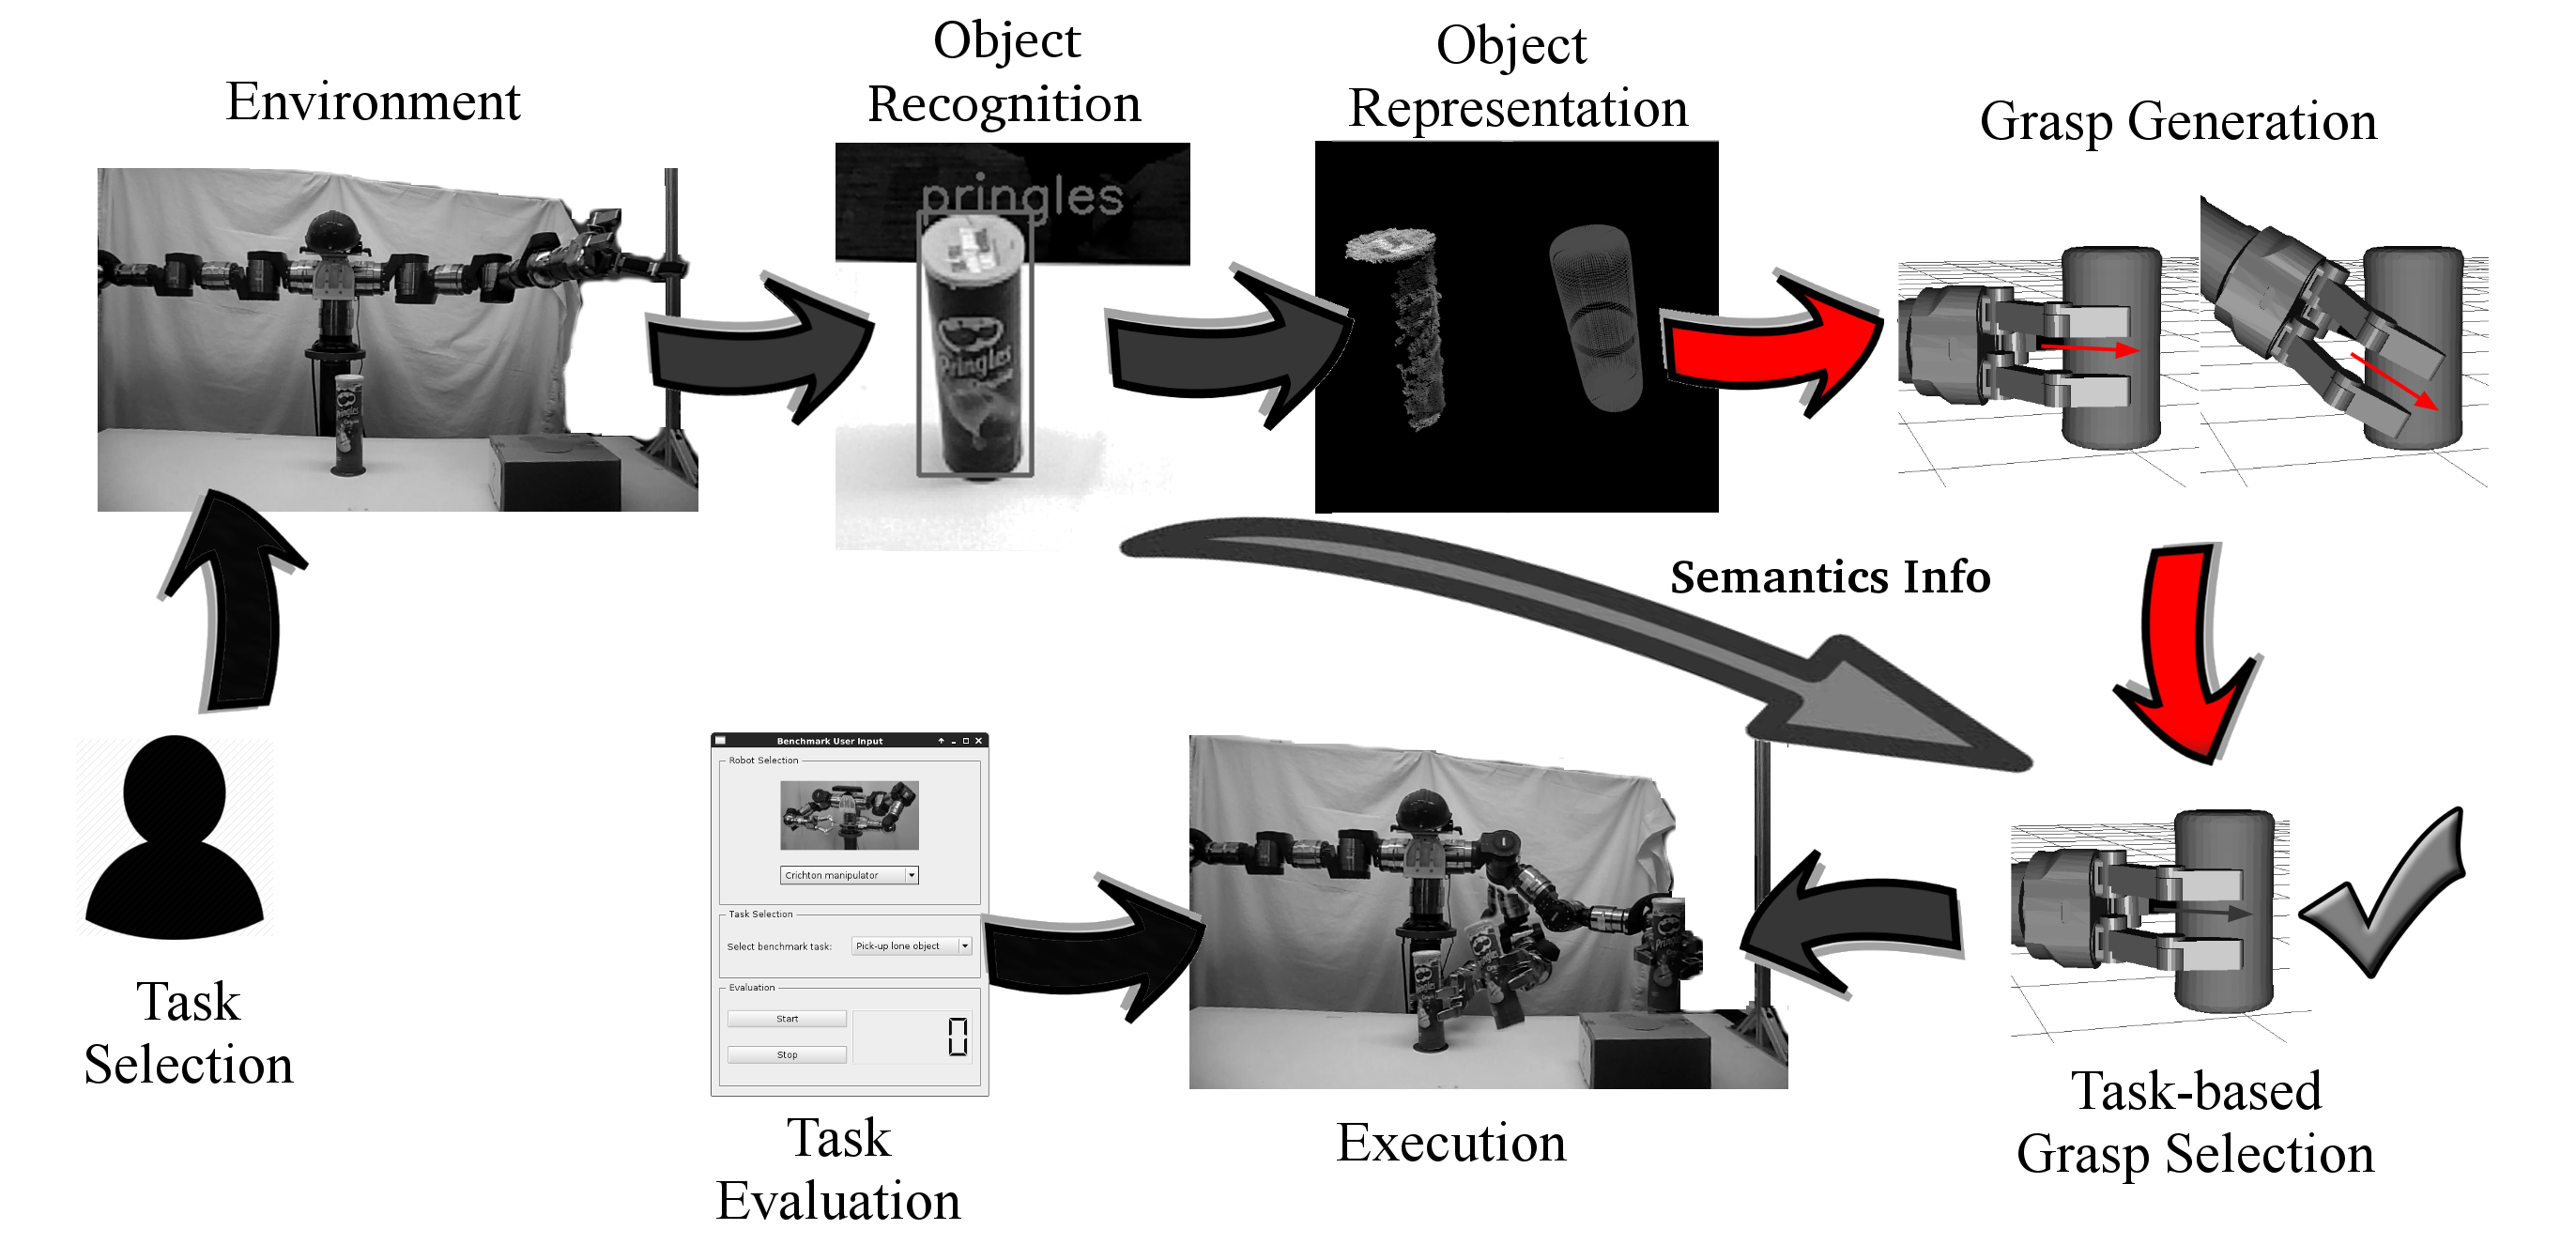 Environment
Object
Recognition
Object
Representation
Grasp Generation
pringles
Pringles
Pringles
Semantics Info
Task
Selection
Benchmark User Input
Robot Selection
Crichton manipulator
Task Selection
Select benchmark task:
Pick-up lone object
Evaluation
Start
0
Stop
Task
Evaluation
Execution
Task-based
Grasp Selection